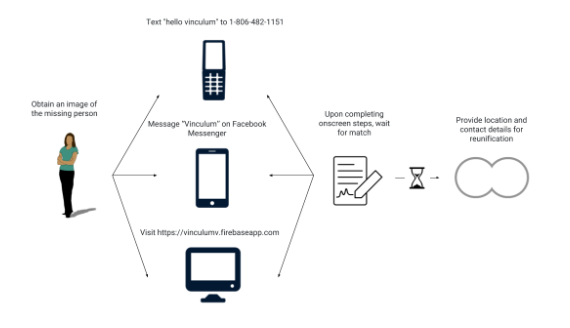 Text "hello vinculum" to 1-806-482-1151
Obtain an image of
the missing person
Message "Vinculum" on Facebook
Messenger
Visit https://vinculumv.firebaseapp.com
Upon completing
onscreen steps, wait
for match
Provide location and
contact details for
reunification